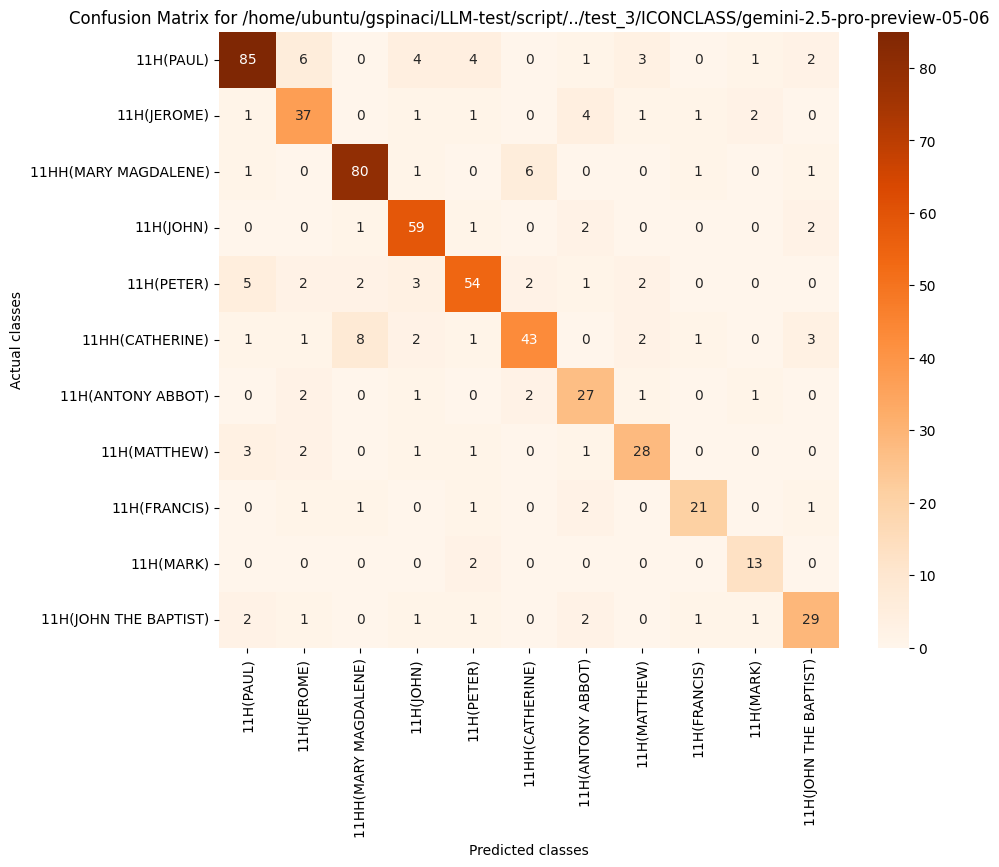 Confusion Matrix for /home/ubuntu/gspinaci/LLM-test/script/../test_3/ICONCLASS/gemini-2.5-pro-preview-05-06
Actual classes
11H(PAUL) 85 6 0 4 4 0 1 3 0 1 2
11H(JEROME) 1 37 0 1 1 0 4 1 1 2 0
11HH(MARY MAGDALENE) 1 0 80 1 0 6 0 0 1 0 1
11H(JOHN) 0 0 1 59 1 0 2 0 0 0 2
11H(PETER) 5 2 2 3 54 2 1 2 0 0 0
11HH(CATHERINE) 1 1 8 2 1 43 0 2 1 0 3
11H(ANTONY ABBOT) 0 2 0 1 0 2 27 1 0 1 0
11H(MATTHEW) 3 2 0 1 1 0 1 28 0 0 0
11H(FRANCIS) 0 1 1 0 1 0 2 0 21 0 1
11H(MARK) 0 0 0 0 2 0 0 0 0 13 0
11H(JOHN THE BAPTIST) 2 1 0 1 1 0 2 0 1 1 29
11H(PAUL)
11H(JEROME)
11HH(MARY MAGDALENE)
11H(JOHN)
11H(PETER)
11HH(CATHERINE)
11H(ANTONY ABBOT)
11H(MATTHEW)
11H(FRANCIS)
11H(MARK)
11H(JOHN THE BAPTIST)
Predicted classes
80
70
60
50
40
30
20
10
0